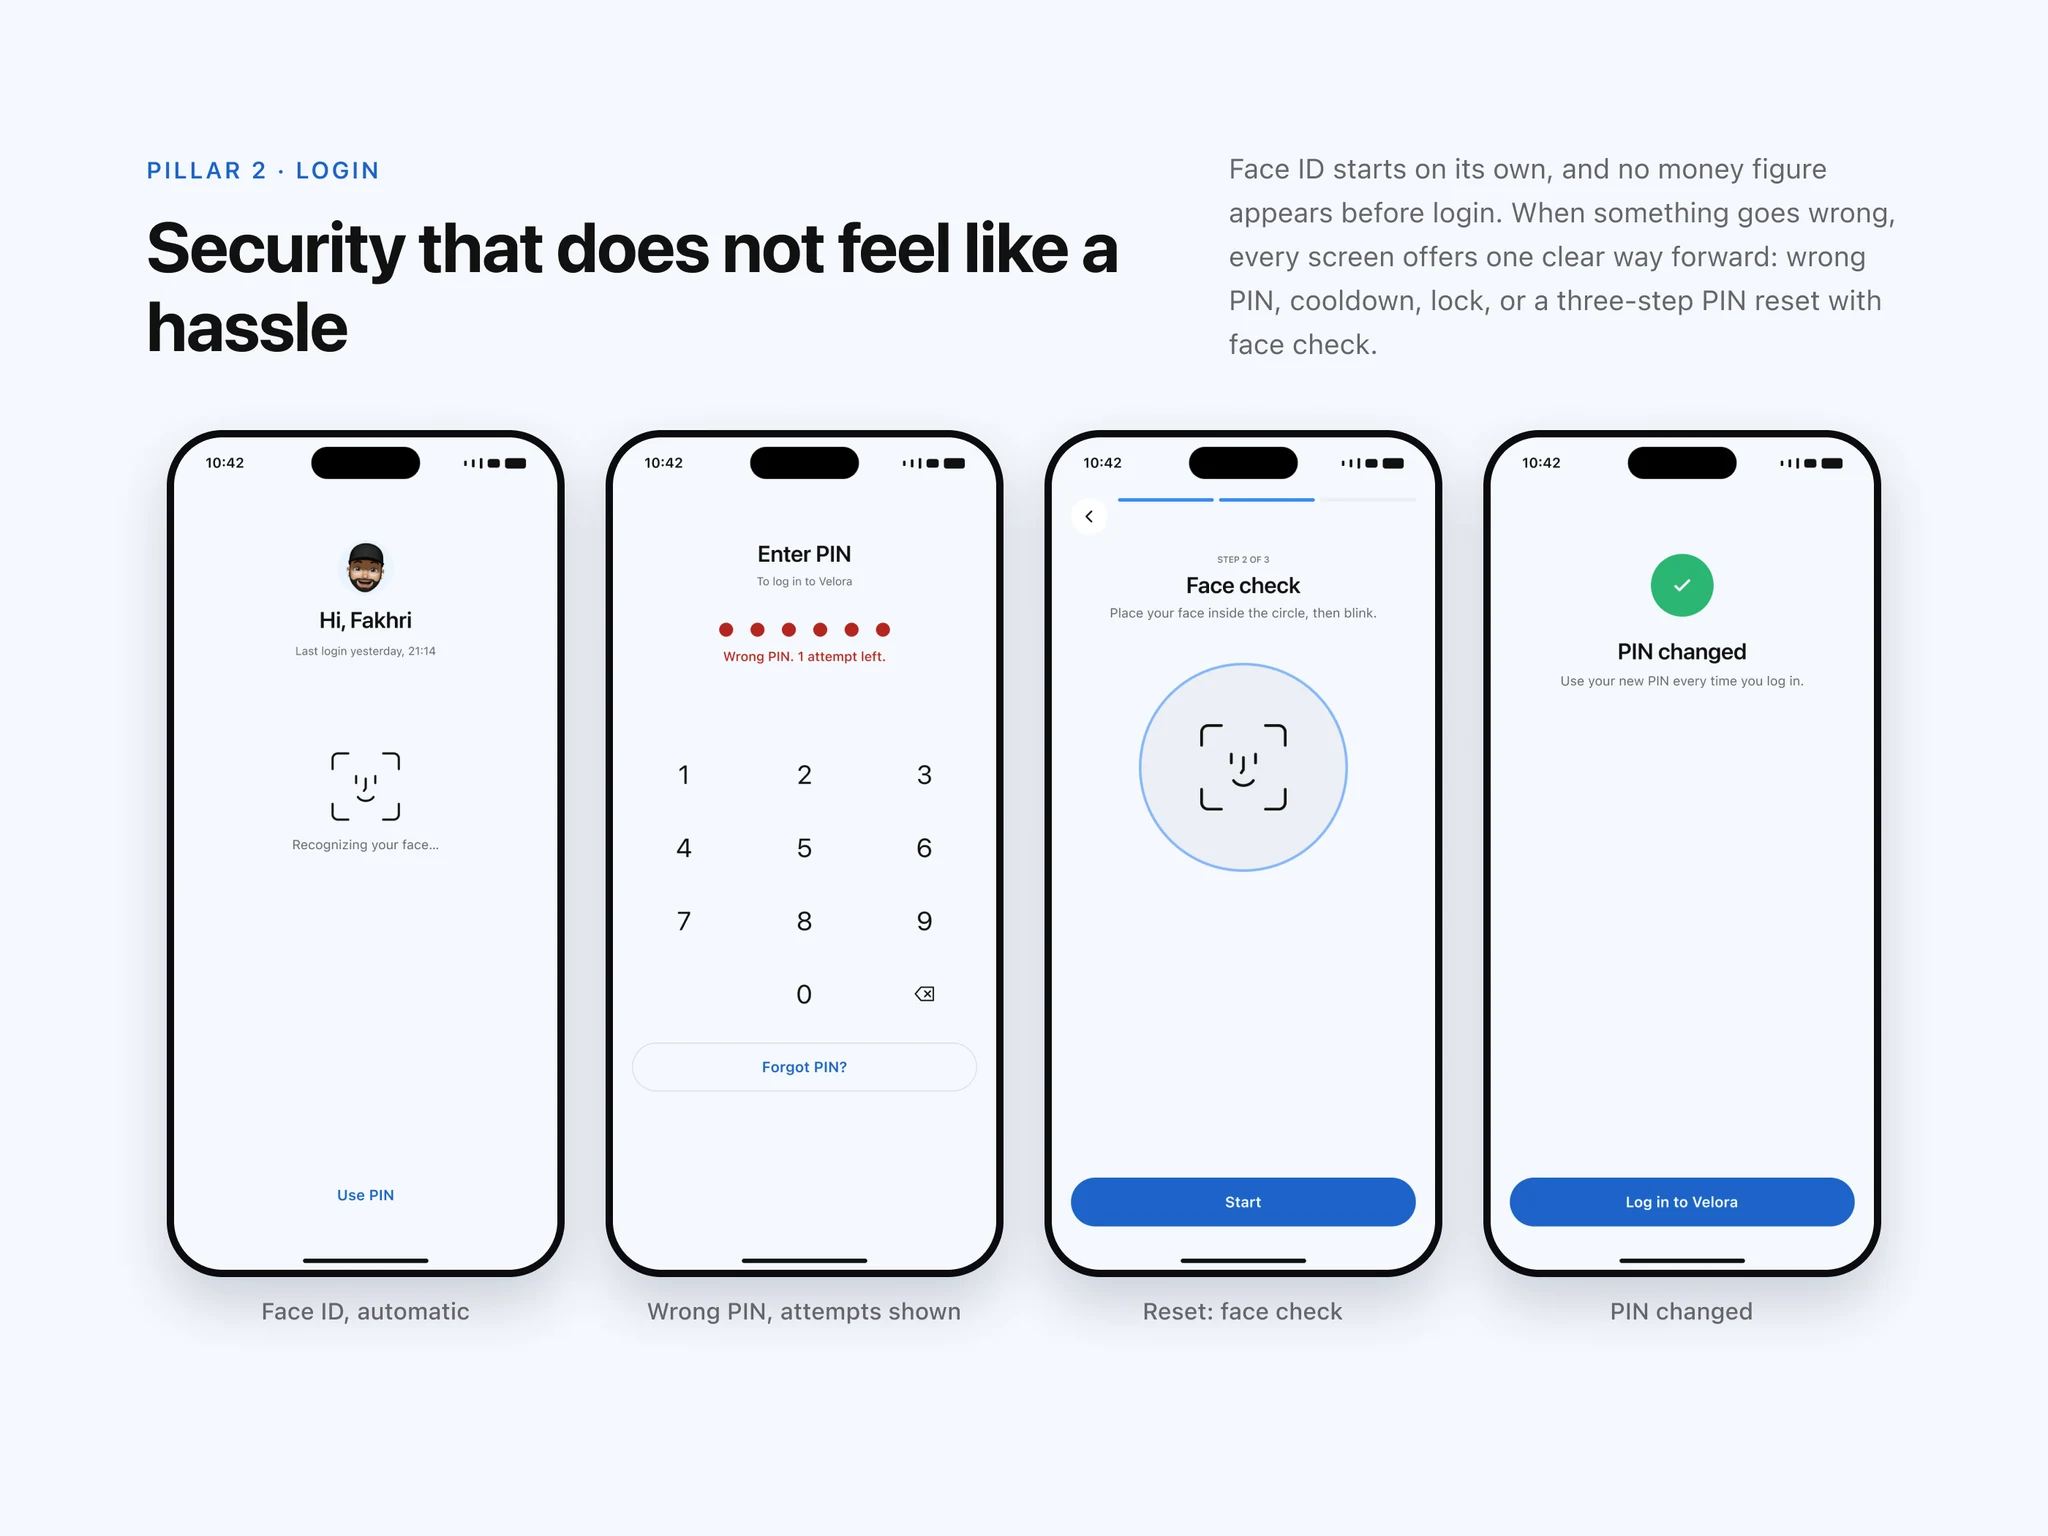 PILLAR 2 · LOGIN
Security that does not feel like a
hassle
Face ID starts on its own, and no money figure
appears before login. When something goes wrong,
every screen offers one clear way forward: wrong
PIN, cooldown, lock, or a three-step PIN reset with
face check.
10:42
Hi, Fakhri
Last login yesterday, 21:14
Recognizing your face...
Use PIN
Face ID, automatic
10:42
Enter PIN
To log in to Velora
Wrong PIN. 1 attempt left.
1 2 3
4 5 6
7 8 9
0
Forgot PIN?
Wrong PIN, attempts shown
10:42
STEP 2 OF 3
Face check
Place your face inside the circle, then blink.
Start
Reset: face check
10:42
PIN changed
Use your new PIN every time you log in.
Log in to Velora
PIN changed